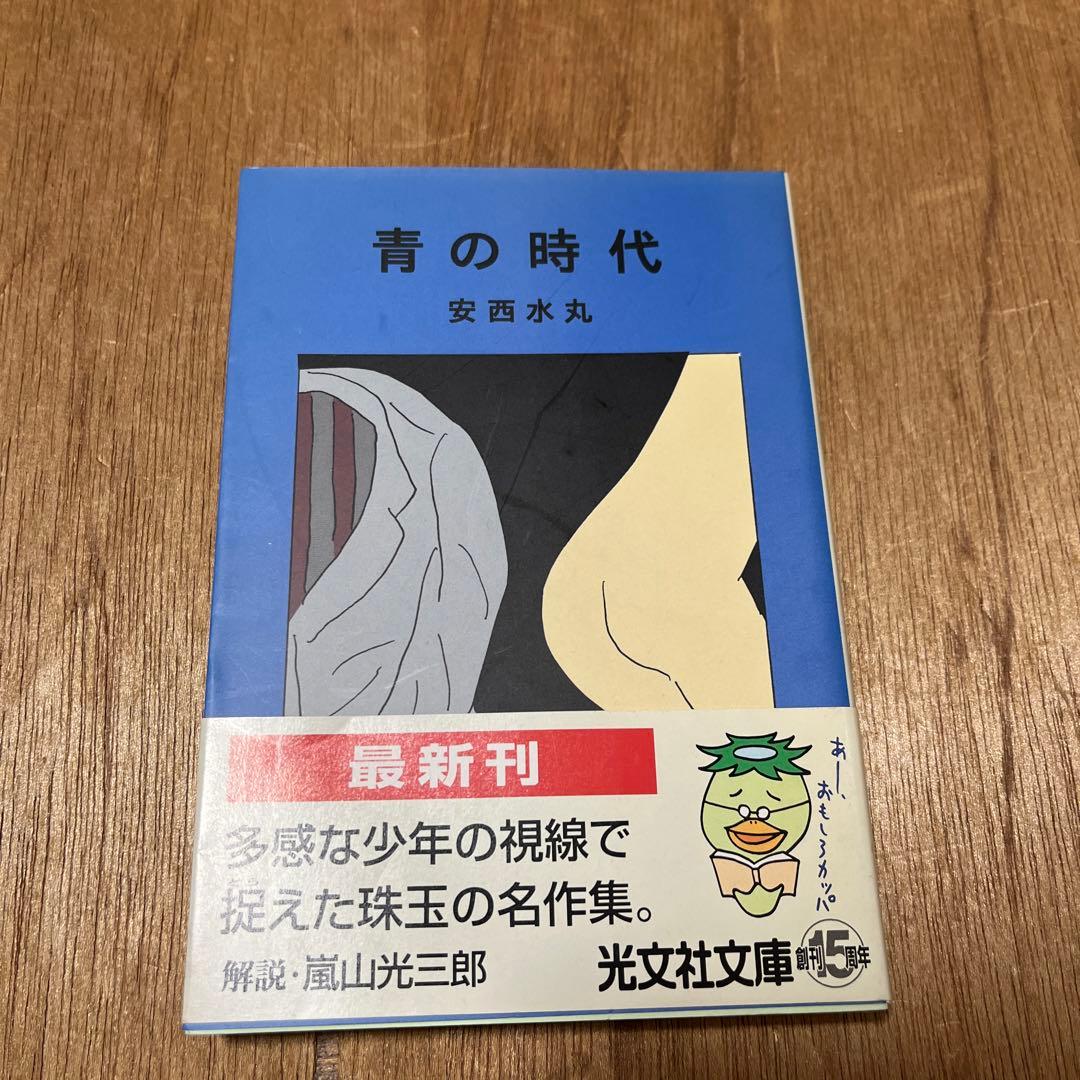 青の時代
安西水丸
最新刊
多感な少年の視線で
捉えた珠玉の名作集。
解説・嵐山光三郎
あー、
おもしろカッパ
光文社文庫
創刊15周年